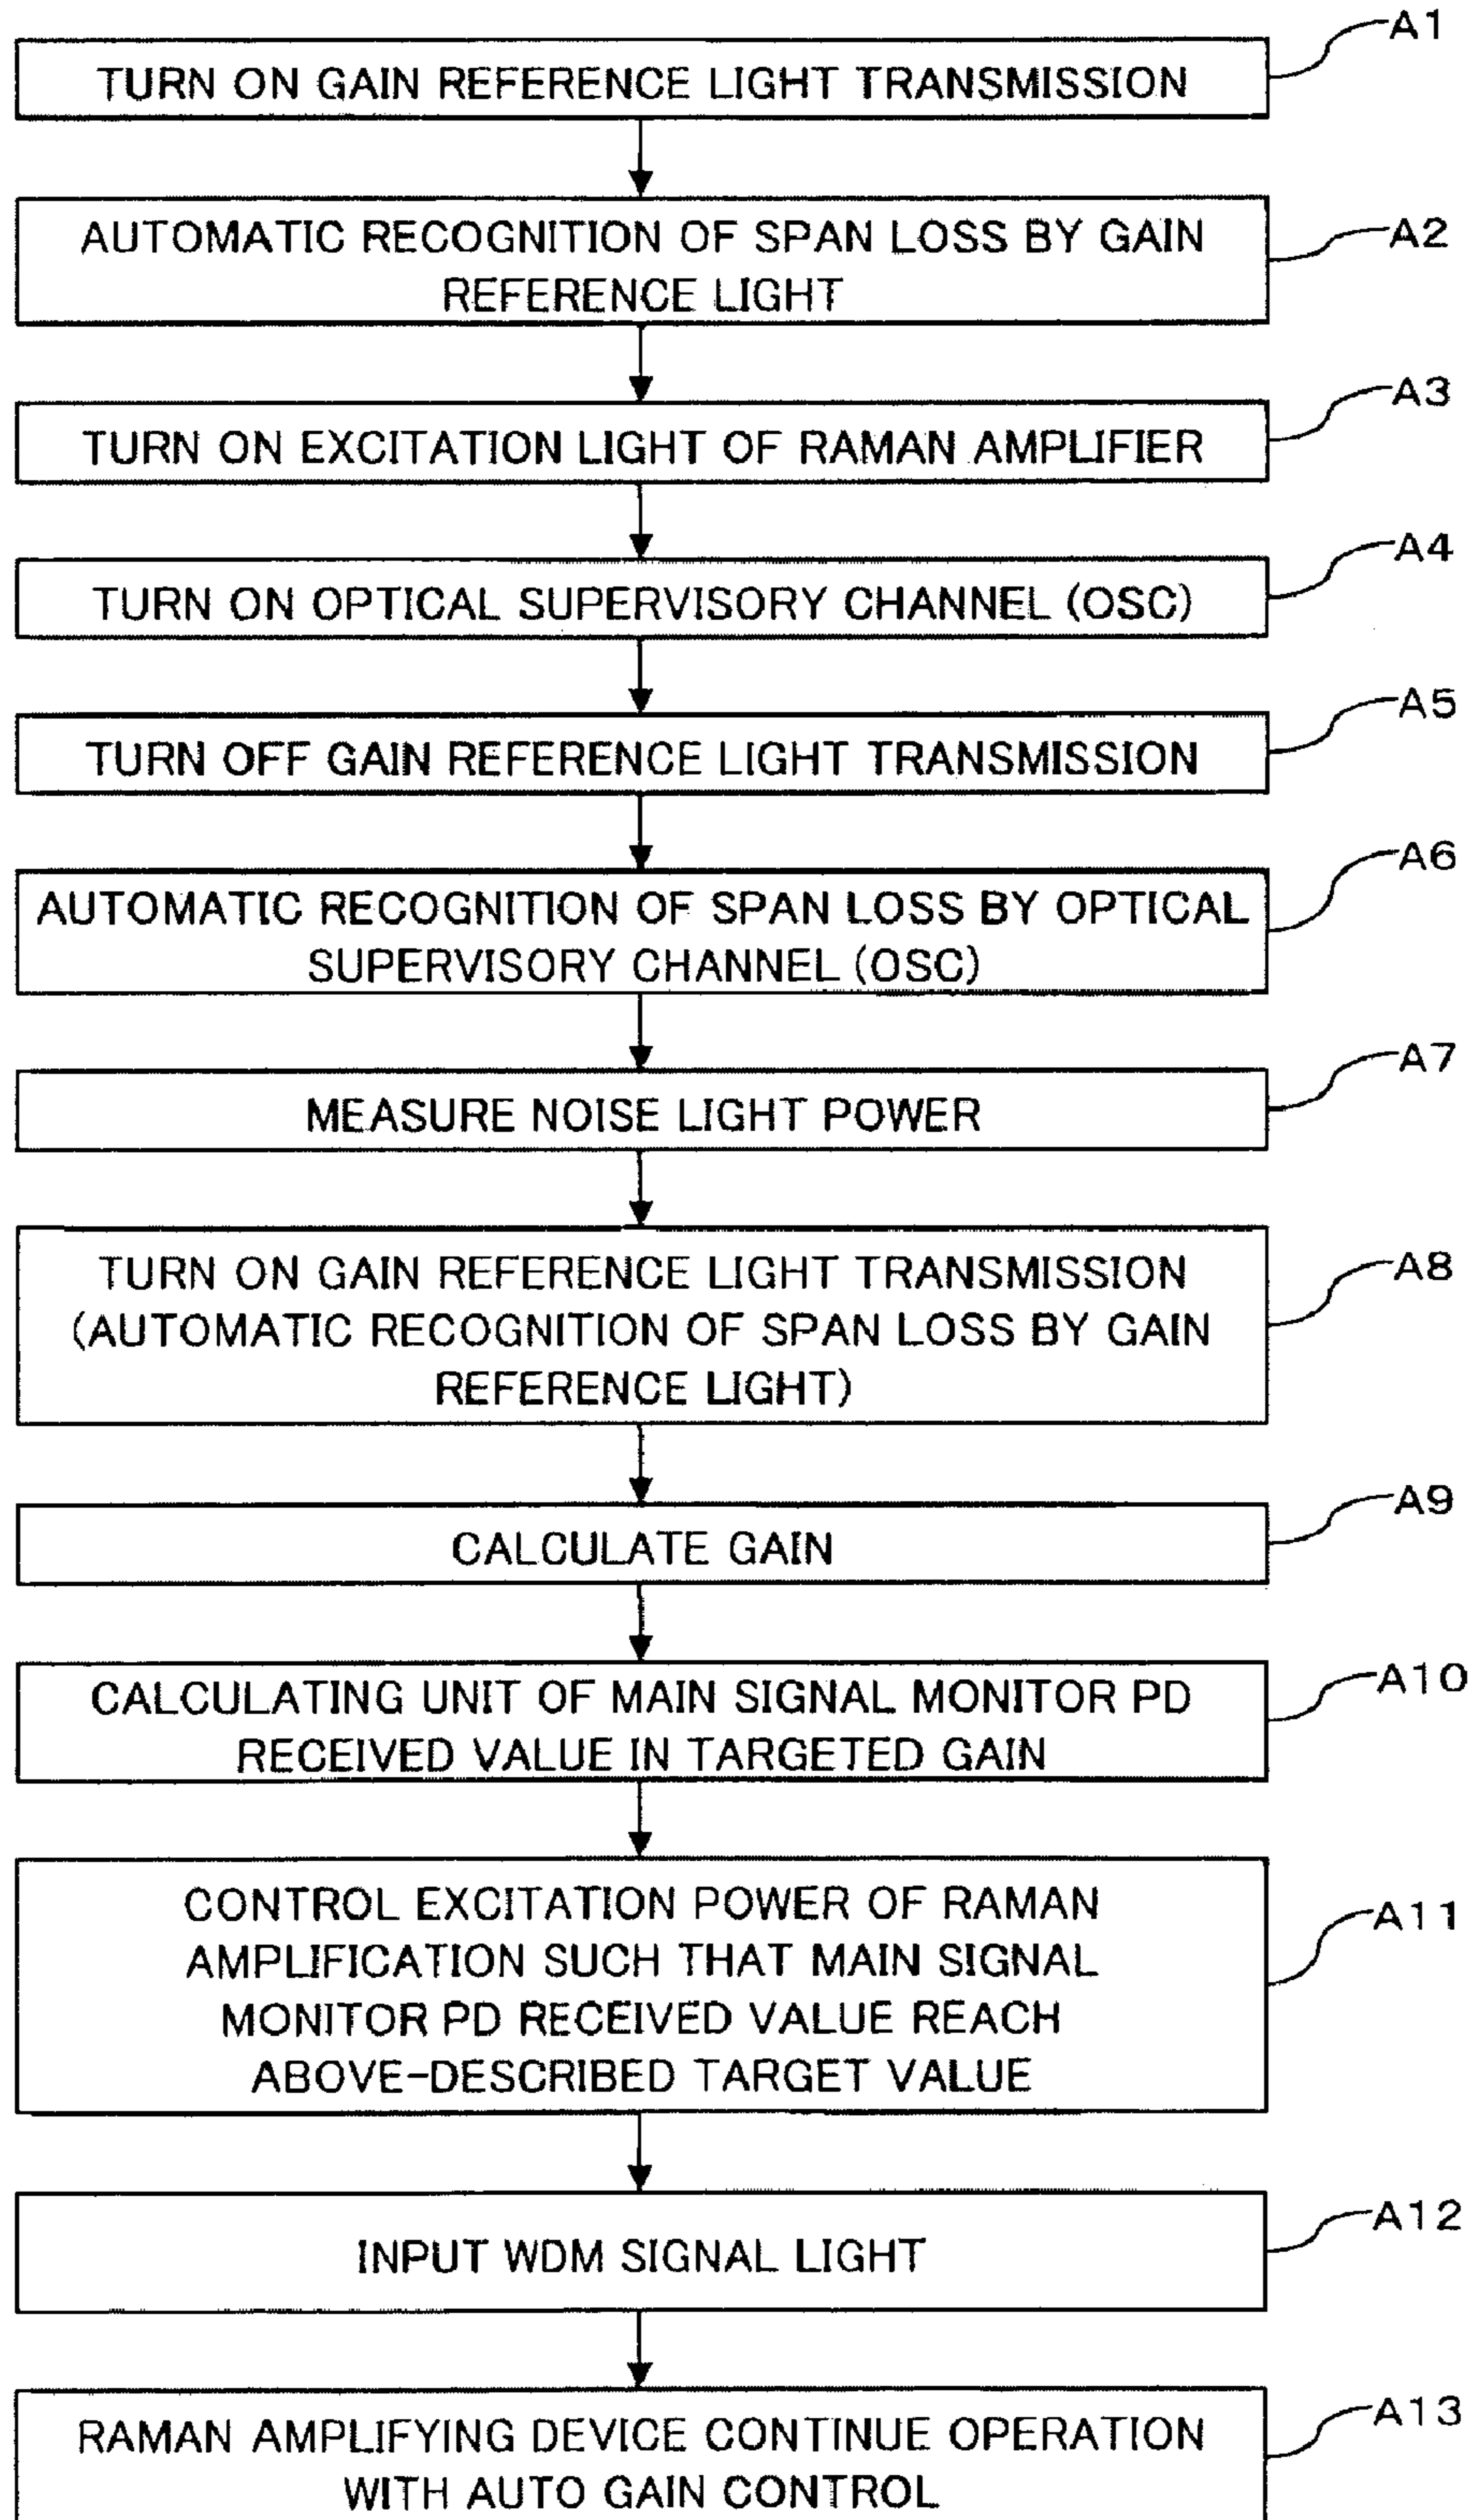 A1
TURN ON GAIN REFERENCE LIGHT TRANSMISSION
A2
AUTOMATIC RECOGNITION OF SPAN LOSS BY GAIN
REFERENCE LIGHT
A3
TURN ON EXCITATION LIGHT OF RAMAN AMPLIFIER
A4
TURN ON OPTICAL SUPERVISORY CHANNEL (OSC)
A5
TURN OFF GAIN REFERENCE LIGHT TRANSMISSION
A6
AUTOMATIC RECOGNITION OF SPAN LOSS BY OPTICAL
SUPERVISORY CHANNEL (OSC)
A7
MEASURE NOISE LIGHT POWER
A8
TURN ON GAIN REFERENCE LIGHT TRANSMISSION
(AUTOMATIC RECOGNITION OF SPAN LOSS BY GAIN
REFERENCE LIGHT)
A9
CALCULATE GAIN
A10
CALCULATING UNIT OF MAIN SIGNAL MONITOR PD
RECEIVED VALUE IN TARGETED GAIN
A11
CONTROL EXCITATION POWER OF RAMAN
AMPLIFICATION SUCH THAT MAIN SIGNAL
MONITOR PD RECEIVED VALUE REACH
ABOVE-DESCRIBED TARGET VALUE
A12
INPUT WDM SIGNAL LIGHT
A13
RAMAN AMPLIFYING DEVICE CONTINUE OPERATION
WITH AUTO GAIN CONTROL